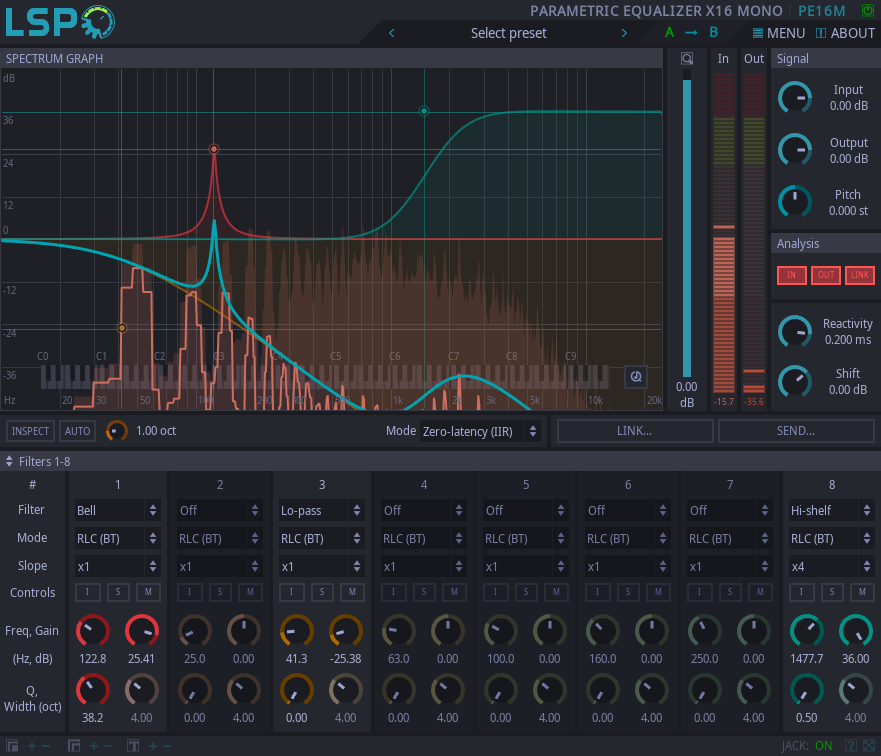 LSP
PARAMETRIC EQUALIZER X16 MONO PE16M
< Select preset > A → B MENU ABOUT
SPECTRUM GRAPH In Out Signal
dB
36
24
12
0
-12
-24
-36
Hz
C0 C1 C2 C3 C4 C5 C6 C7 C8 C9
20 30 50 100 200 300 500 1k 2k 3k 5k 10k 20k
0.00
dB
-15.7 -35.6
Input
0.00 dB
Output
0.00 dB
Pitch
0.000 st
Analysis
IN OUT LINK
Reactivity
0.200 ms
Shift
0.00 dB
INSPECT AUTO 1.00 oct Mode Zero-latency (IIR) LINK... SEND...
Filters 1-8
# 1 2 3 4 5 6 7 8
Filter Bell Off Lo-pass Off Off Off Off Hi-shelf
Mode RLC (BT) RLC (BT) RLC (BT) RLC (BT) RLC (BT) RLC (BT) RLC (BT) RLC (BT)
Slope x1 x1 x1 x1 x1 x1 x1 x4
Controls I S M I S M I S M I S M I S M I S M I S M I S M
Freq, Gain
(Hz, dB) 122.8 25.41 25.0 0.00 41.3 -25.38 63.0 0.00 100.0 0.00 160.0 0.00 250.0 0.00 1477.7 36.00
Q,
Width (oct)
38.2 4.00 0.00 4.00 0.00 4.00 0.00 4.00 0.00 4.00 0.00 4.00 0.00 4.00 0.50 4.00
+ − + − T + − JACK: ON ?